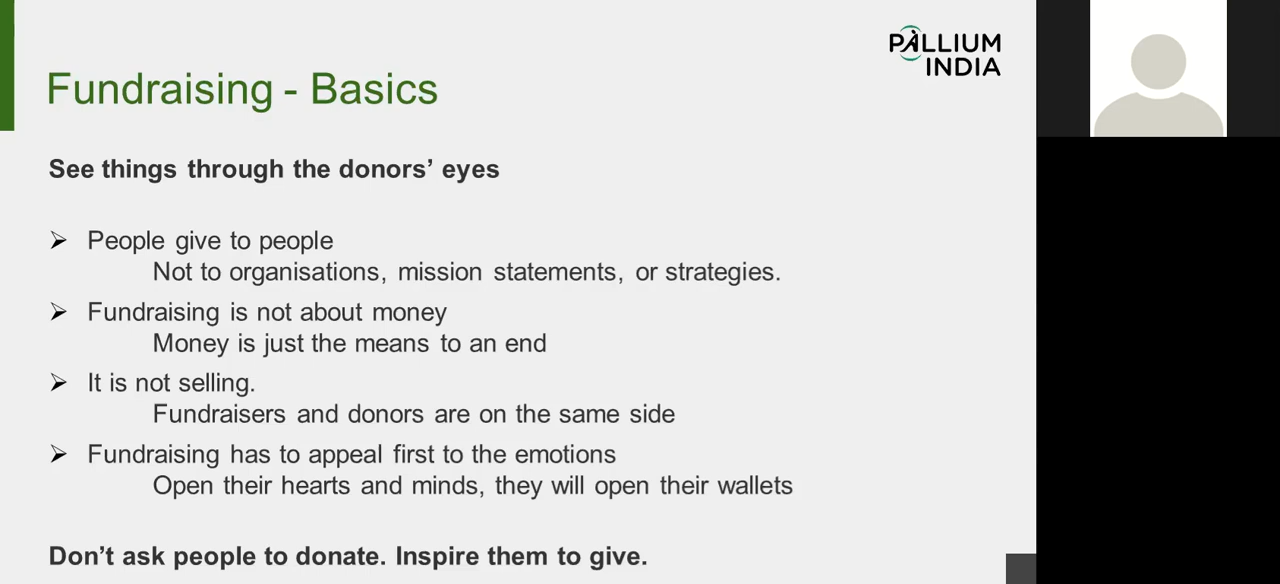 PALLIUM
INDIA
Fundraising - Basics
See things through the donors’ eyes
➢ People give to people
Not to organisations, mission statements, or strategies.
➢ Fundraising is not about money
Money is just the means to an end
➢ It is not selling.
Fundraisers and donors are on the same side
➢ Fundraising has to appeal first to the emotions
Open their hearts and minds, they will open their wallets
Don’t ask people to donate. Inspire them to give.